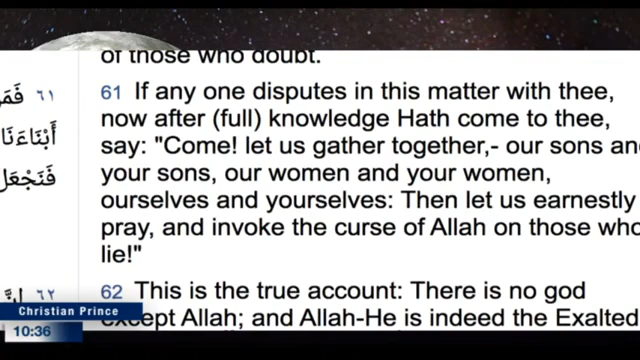 of those who doubt.
٦١ فَمَ
أَبْنَاءَنَا
فَنَجْعَل
61 If any one disputes in this matter with thee,
now after (full) knowledge Hath come to thee,
say: "Come! let us gather together,- our sons and
your sons, our women and your women,
ourselves and yourselves: Then let us earnestly
pray, and invoke the curse of Allah on those who
lie!"
٦٢
62 This is the true account: There is no god
except Allah; and Allah-He is indeed the Exalted
Christian Prince
10:36